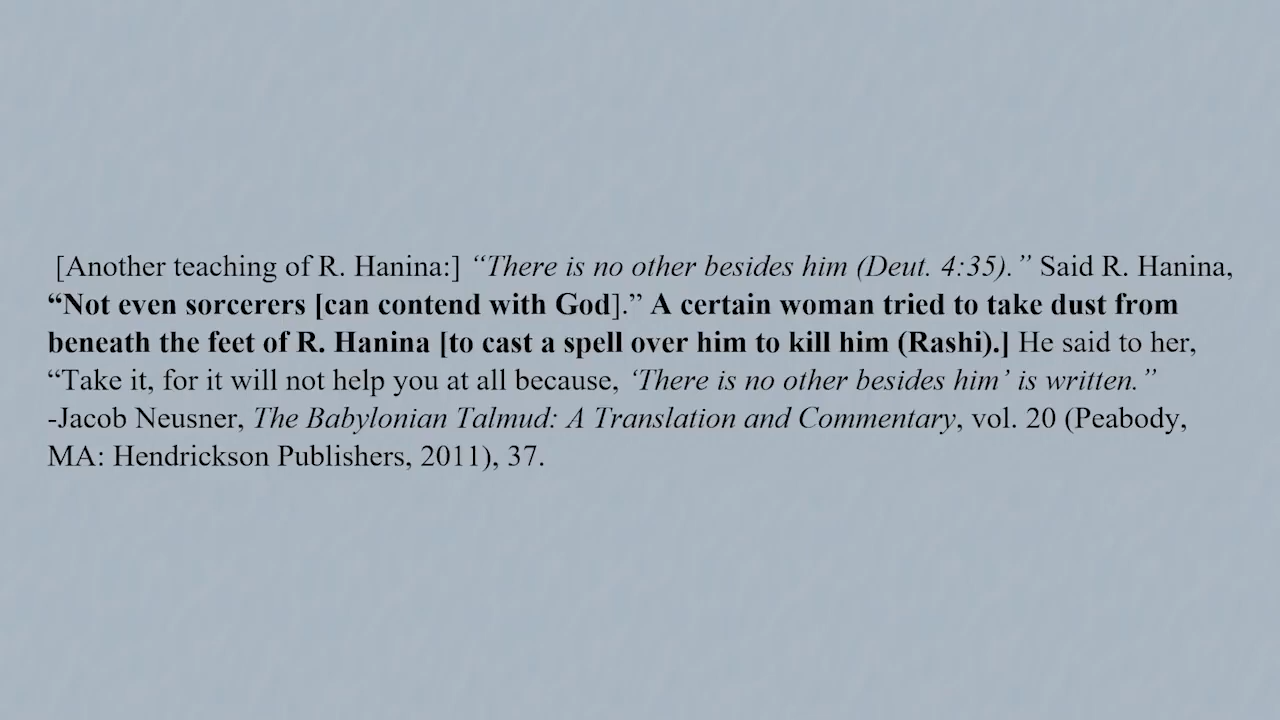 [Another teaching of R. Hanina:] “There is no other besides him (Deut. 4:35).” Said R. Hanina,
“Not even sorcerers [can contend with God].” A certain woman tried to take dust from
beneath the feet of R. Hanina [to cast a spell over him to kill him (Rashi).] He said to her,
“Take it, for it will not help you at all because, ‘There is no other besides him’ is written.”
-Jacob Neusner, The Babylonian Talmud: A Translation and Commentary, vol. 20 (Peabody,
MA: Hendrickson Publishers, 2011), 37.